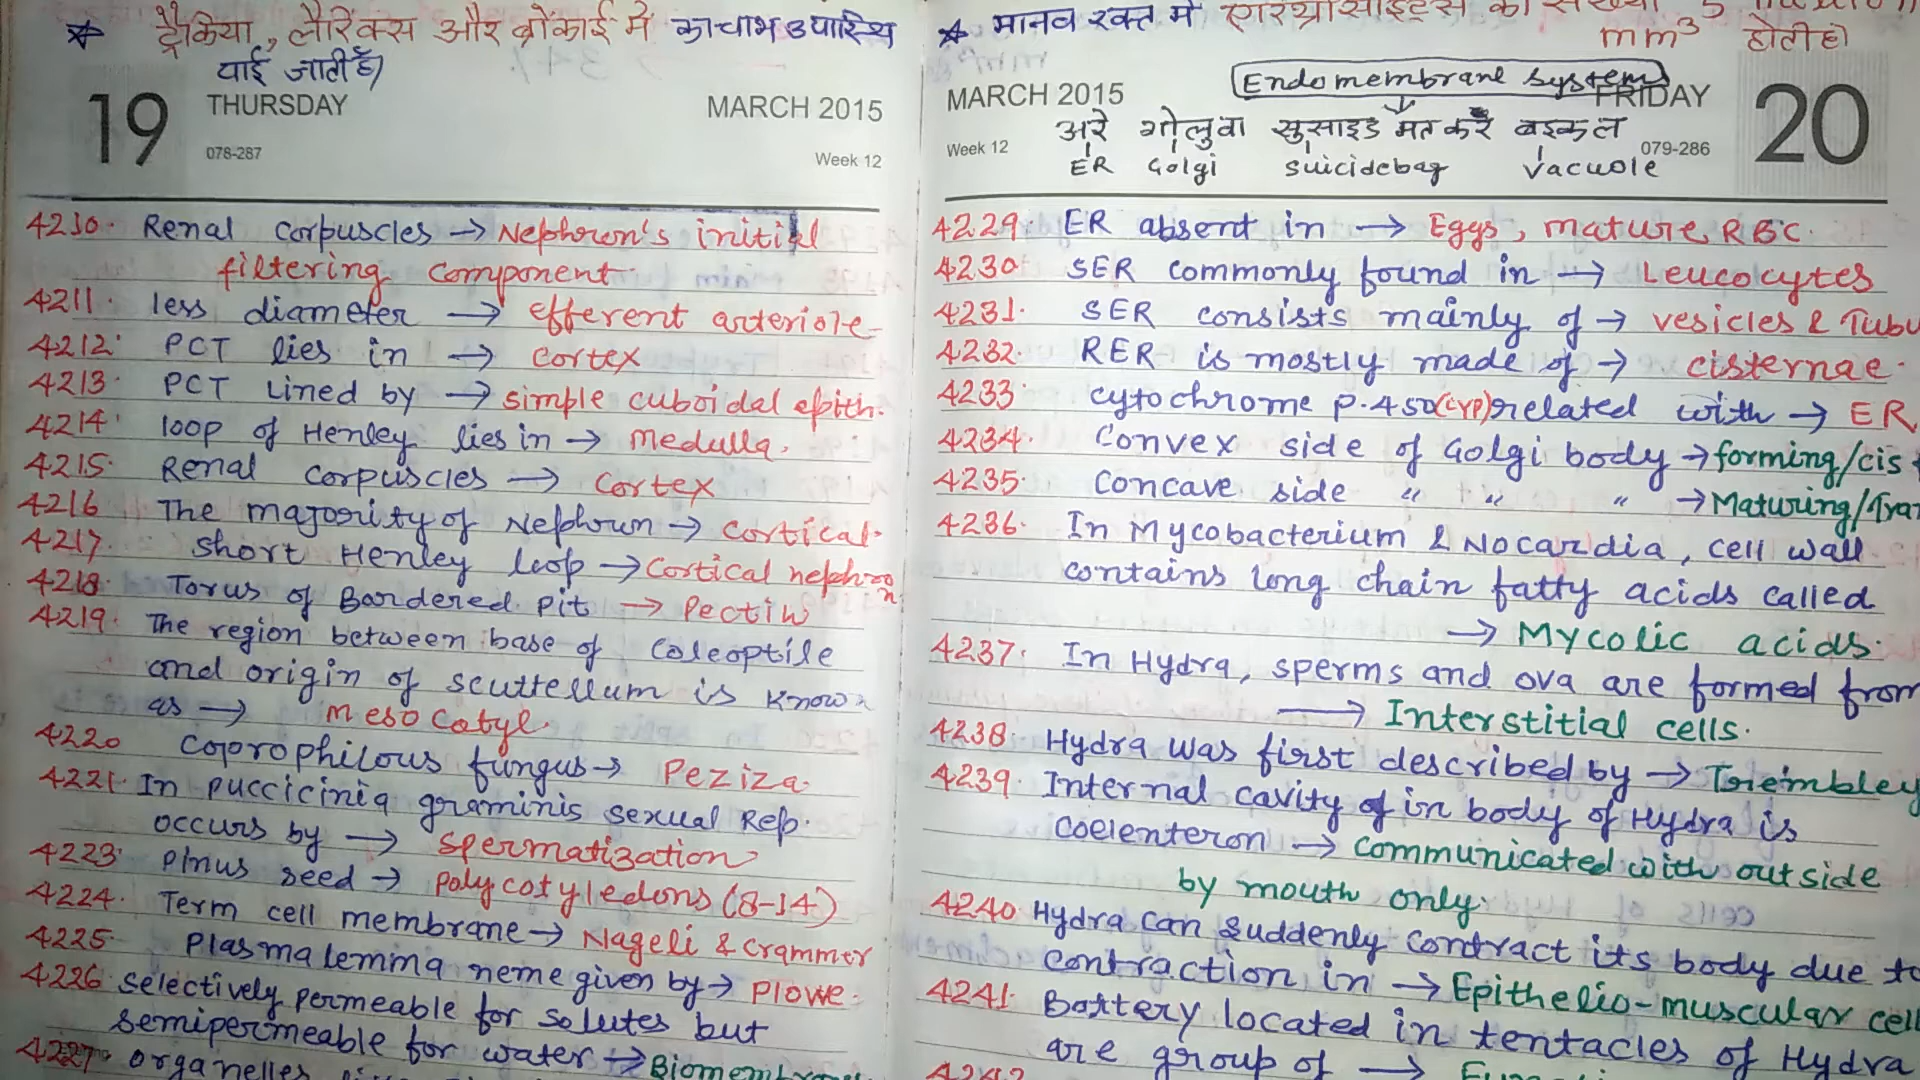 * ट्रैकिया, लैरिंक्स और ब्रोंकाई में काचाभ उपास्थि
पाई जाती है)
19 THURSDAY MARCH 2015
078-287 Week 12
4210. Renal corpuscles → Nephron's initial
filtering component
4211. less diameter → efferent arteriole
4212. PCT lies in → cortex
4213. PCT lined by → simple cuboidal epith.
4214. loop of Henley lies in → Medulla.
4215. Renal corpuscles → Cortex
4216 The majority of Nephrown → cortical
4217. short Henley loop → Cortical nephron
4218. Torus of Bordered pit → Pectin
4219. The region between base of Coleoptile
and origin of scuttellum is known
as → Meso Cotyl.
4220 Coprophilous fungus → Peziza
4221. In puccicinia graminis sexual Rep.
occurs by → spermatization
4223. pinus seed → polycotyledons (8-14)
4224. Term cell membrane → Nageli & crammer
4225. Plasmalemma neme given by → Plowe
4226. selectively permeable for solutes but
semipermeable for water → Biomembrane
4227. organelles
* मानव रक्त में एरिथ्रोसाइट्स की संख्या 5
mm³ होती है।
MARCH 2015 Endomembrane system FRIDAY 20
अरे गोलुवा सुसाइड मत कर बइकल
Week 12 ER Golgi Suicidebag Vacuole 079-286
4229. ER absent in → Eggs, mature RBC.
4230. SER commonly found in → Leucocytes
4231. SER consists mainly of → vesicles & Tubu
4232. RER is mostly made of → cisternae.
4233. cytochrome P-450(CYP) related with → ER
4234. Convex side of Golgi body → forming/cis
4235. Concave side " " " → Maturing/Tra
4236. In Mycobacterium & Nocardia, cell wall
contains long chain fatty acids called
→ Mycolic acids.
4237. In Hydra, sperms and ova are formed from
→ Interstitial cells.
4238. Hydra was first described by → Trembley
4239. Internal cavity of in body of Hydra is
coelenteron → communicated with outside
by mouth only.
4240. Hydra can suddenly contract its body due to
contraction in → Epithelio-muscular cell
4241. Battery located in tentacles of Hydra
are group of →
4242